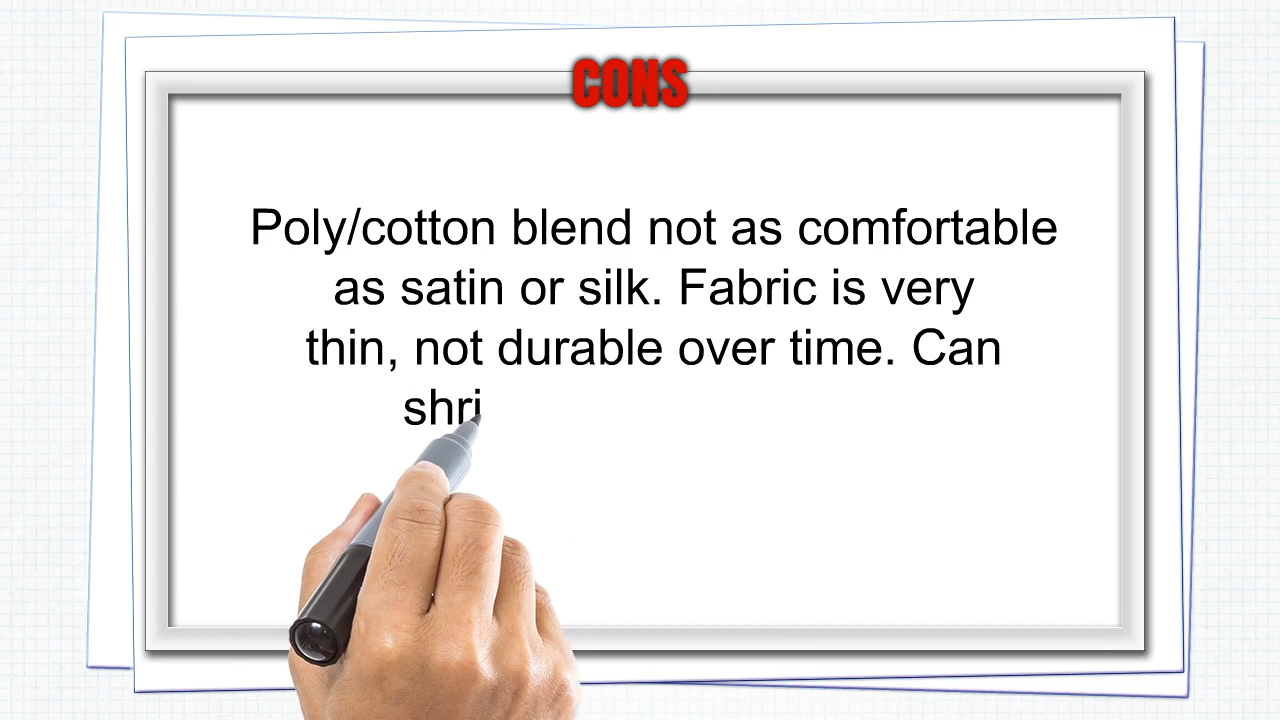 CONS
Poly/cotton blend not as comfortable
as satin or silk. Fabric is very
thin, not durable over time. Can
shri